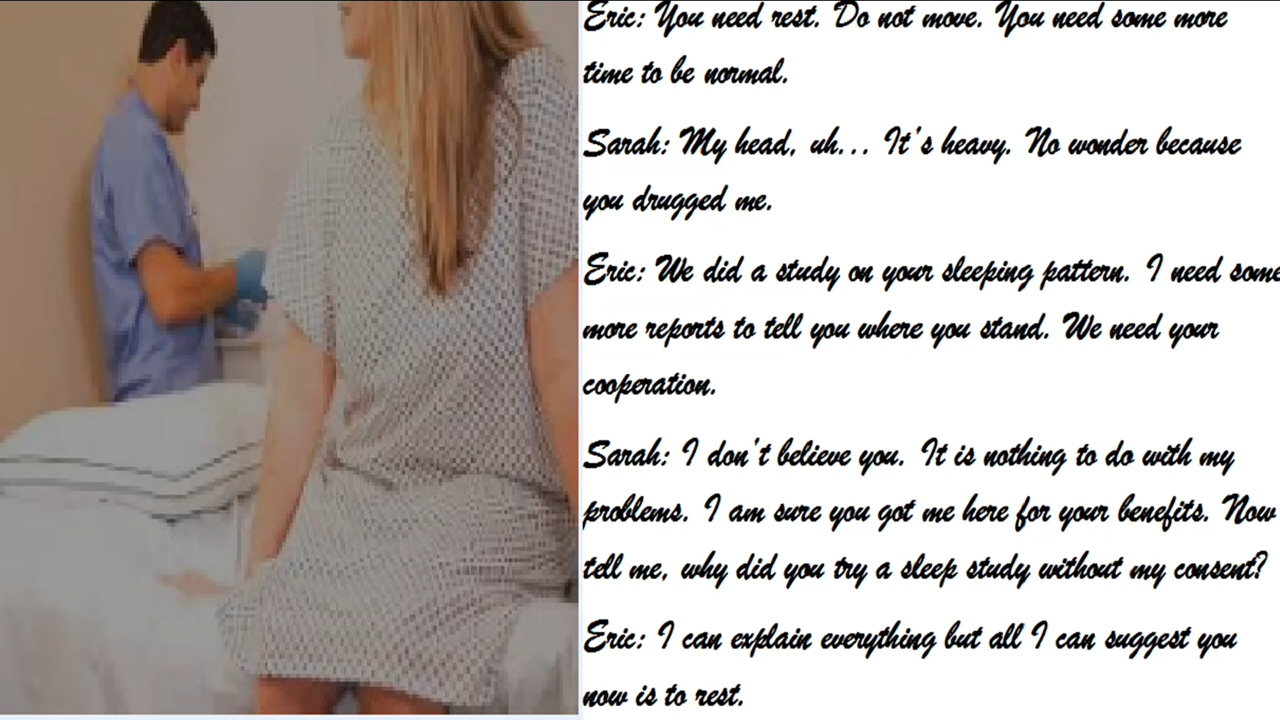 Eric: You need rest. Do not move. You need some more
time to be normal.
Sarah: My head, uh... It's heavy. No wonder because
you drugged me.
Eric: We did a study on your sleeping pattern. I need some
more reports to tell you where you stand. We need your
cooperation.
Sarah: I don't believe you. It is nothing to do with my
problems. I am sure you got me here for your benefits. Now
tell me, why did you try a sleep study without my consent?
Eric: I can explain everything but all I can suggest you
now is to rest.